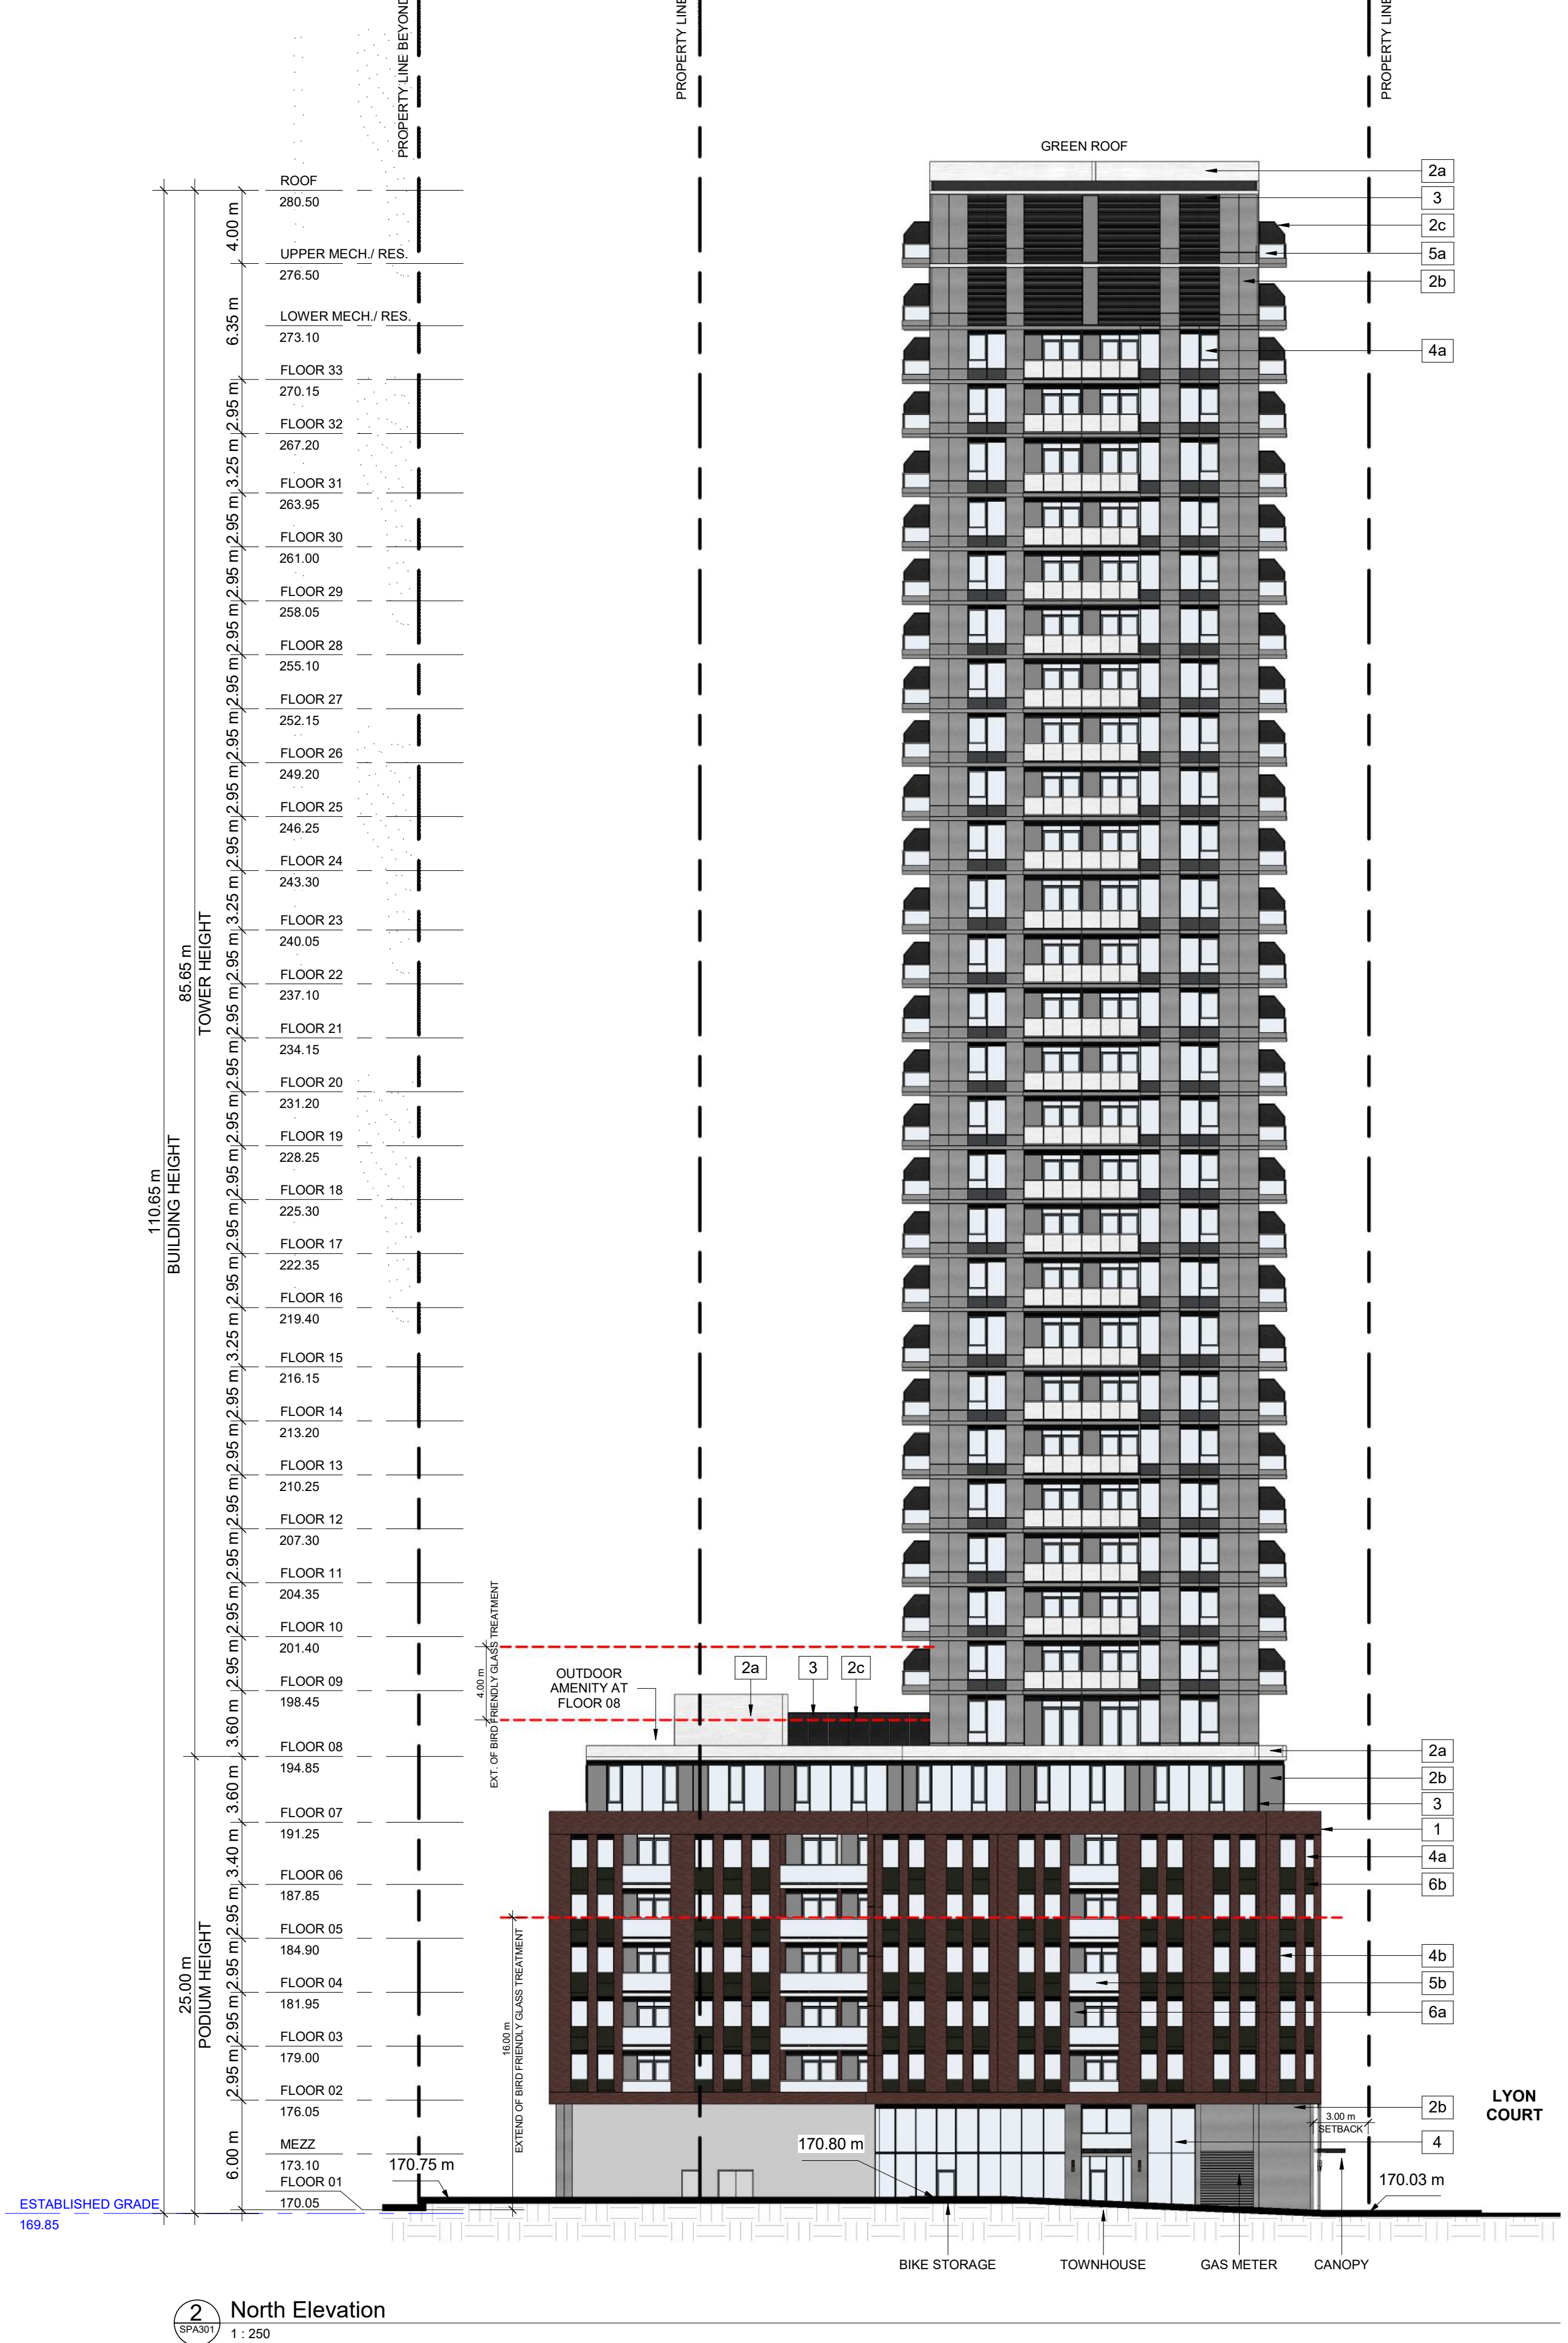 PROPERTY LINE BEYOND
PROPERTY LINE
PROPERTY LINE
GREEN ROOF
2a
3
2c
5a
2b
4a
ROOF
280.50
4.00 m
UPPER MECH./ RES.
276.50
6.35 m
LOWER MECH./ RES.
273.10
FLOOR 33
270.15
2.95 m
FLOOR 32
267.20
3.25 m
FLOOR 31
263.95
2.95 m
FLOOR 30
261.00
2.95 m
FLOOR 29
258.05
2.95 m
FLOOR 28
255.10
2.95 m
FLOOR 27
252.15
2.95 m
FLOOR 26
249.20
2.95 m
FLOOR 25
246.25
2.95 m
FLOOR 24
243.30
3.25 m
FLOOR 23
240.05
2.95 m
FLOOR 22
237.10
2.95 m
FLOOR 21
234.15
2.95 m
FLOOR 20
231.20
2.95 m
FLOOR 19
228.25
2.95 m
FLOOR 18
225.30
2.95 m
FLOOR 17
222.35
2.95 m
FLOOR 16
219.40
3.25 m
FLOOR 15
216.15
2.95 m
FLOOR 14
213.20
2.95 m
FLOOR 13
210.25
2.95 m
FLOOR 12
207.30
2.95 m
FLOOR 11
204.35
2.95 m
FLOOR 10
201.40
2.95 m
FLOOR 09
198.45
3.60 m
FLOOR 08
194.85
3.60 m
FLOOR 07
191.25
3.40 m
FLOOR 06
187.85
2.95 m
FLOOR 05
184.90
2.95 m
FLOOR 04
181.95
2.95 m
FLOOR 03
179.00
2.95 m
FLOOR 02
176.05
6.00 m
MEZZ
173.10
FLOOR 01
170.05
85.65 m
TOWER HEIGHT
110.65 m
BUILDING HEIGHT
25.00 m
PODIUM HEIGHT
ESTABLISHED GRADE
169.85
4.00 m
EXT. OF BIRD FRIENDLY GLASS TREATMENT
16.00 m
EXTEND OF BIRD FRIENDLY GLASS TREATMENT
OUTDOOR
AMENITY AT
FLOOR 08
2a
3
2c
2a
2b
3
1
4a
6b
4b
5b
6a
2b
4
3.00 m
SETBACK
LYON
COURT
170.75 m
170.80 m
170.03 m
BIKE STORAGE
TOWNHOUSE
GAS METER
CANOPY
2
SPA301
North Elevation
1 : 250